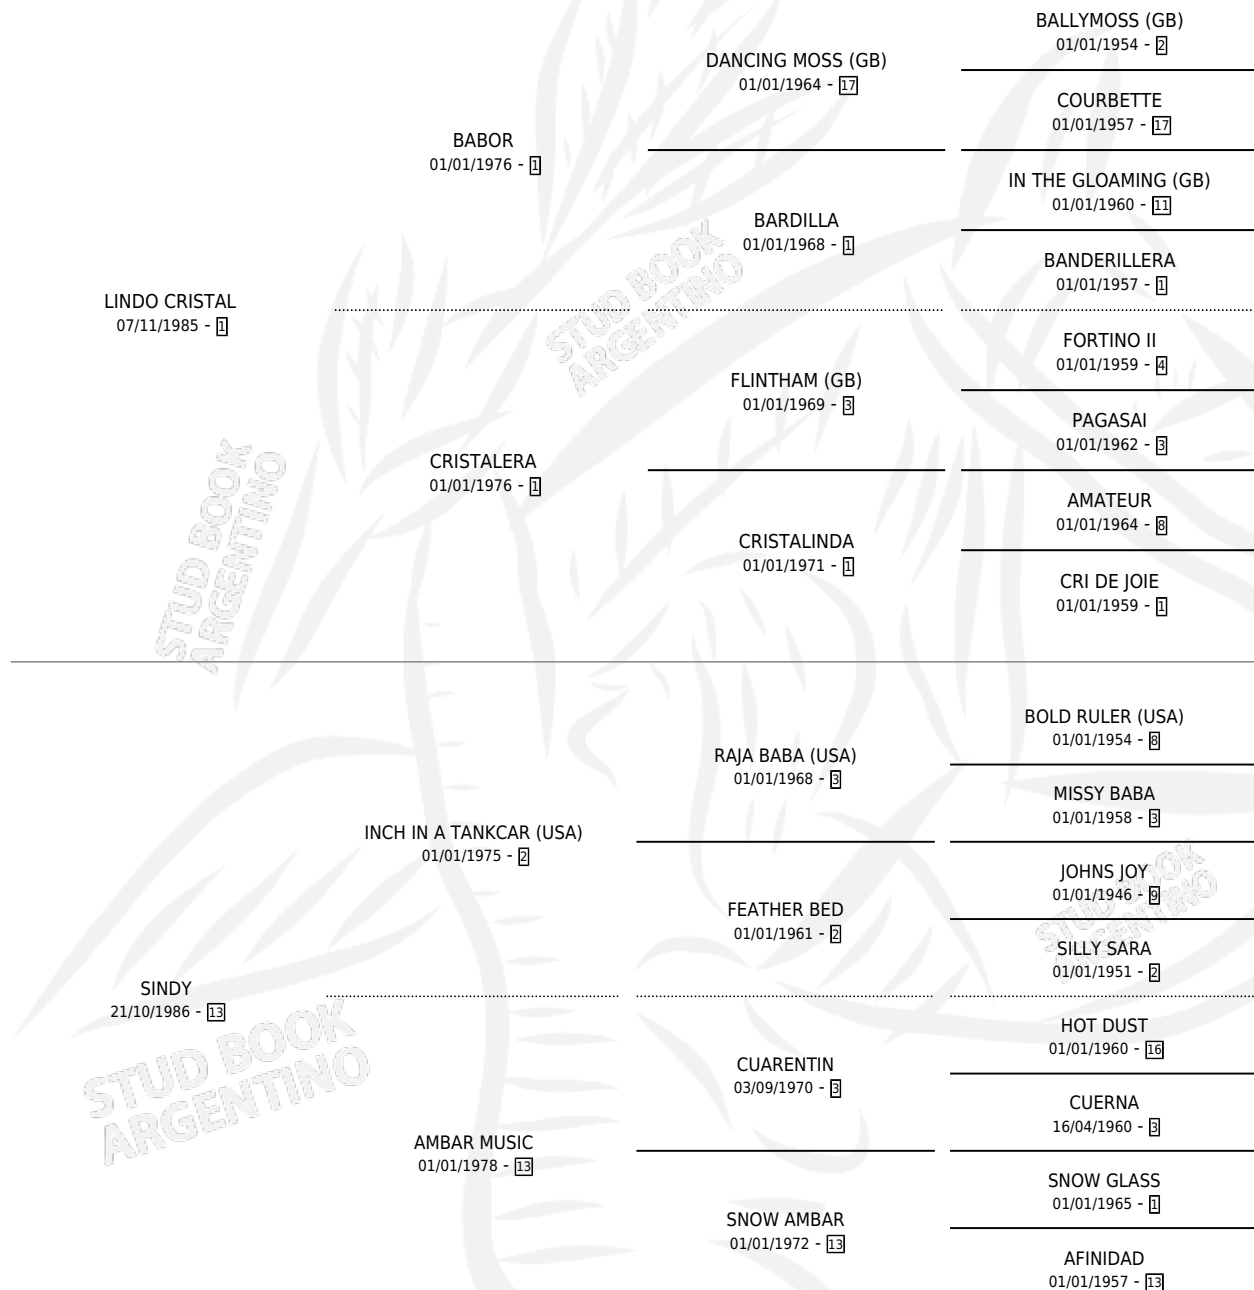 BALLYMOSS (GB)
01/01/1954 - 2
DANCING MOSS (GB)
01/01/1964 - 17
COURBETTE
01/01/1957 - 17
BABOR
01/01/1976 - 1
IN THE GLOAMING (GB)
01/01/1960 - 11
BARDILLA
01/01/1968 - 1
BANDERILLERA
01/01/1957 - 1
LINDO CRISTAL
07/11/1985 - 1
FORTINO II
01/01/1959 - 4
FLINTHAM (GB)
01/01/1969 - 3
PAGASAI
01/01/1962 - 3
CRISTALERA
01/01/1976 - 1
AMATEUR
01/01/1964 - 8
CRISTALINDA
01/01/1971 - 1
CRI DE JOIE
01/01/1959 - 1
STUD BOOK
ARGENTINO
STUD BOOK
ARGENTINO
BOLD RULER (USA)
01/01/1954 - 8
RAJA BABA (USA)
01/01/1968 - 3
MISSY BABA
01/01/1958 - 3
INCH IN A TANKCAR (USA)
01/01/1975 - 2
JOHNS JOY
01/01/1946 - 9
FEATHER BED
01/01/1961 - 2
SILLY SARA
01/01/1951 - 2
SINDY
21/10/1986 - 13
HOT DUST
01/01/1960 - 16
CUARENTIN
03/09/1970 - 3
CUERNA
16/04/1960 - 3
AMBAR MUSIC
01/01/1978 - 13
SNOW GLASS
01/01/1965 - 1
SNOW AMBAR
01/01/1972 - 13
AFINIDAD
01/01/1957 - 13
STUD BOOK
ARGENTINO
STUD BOOK
ARGENTINO